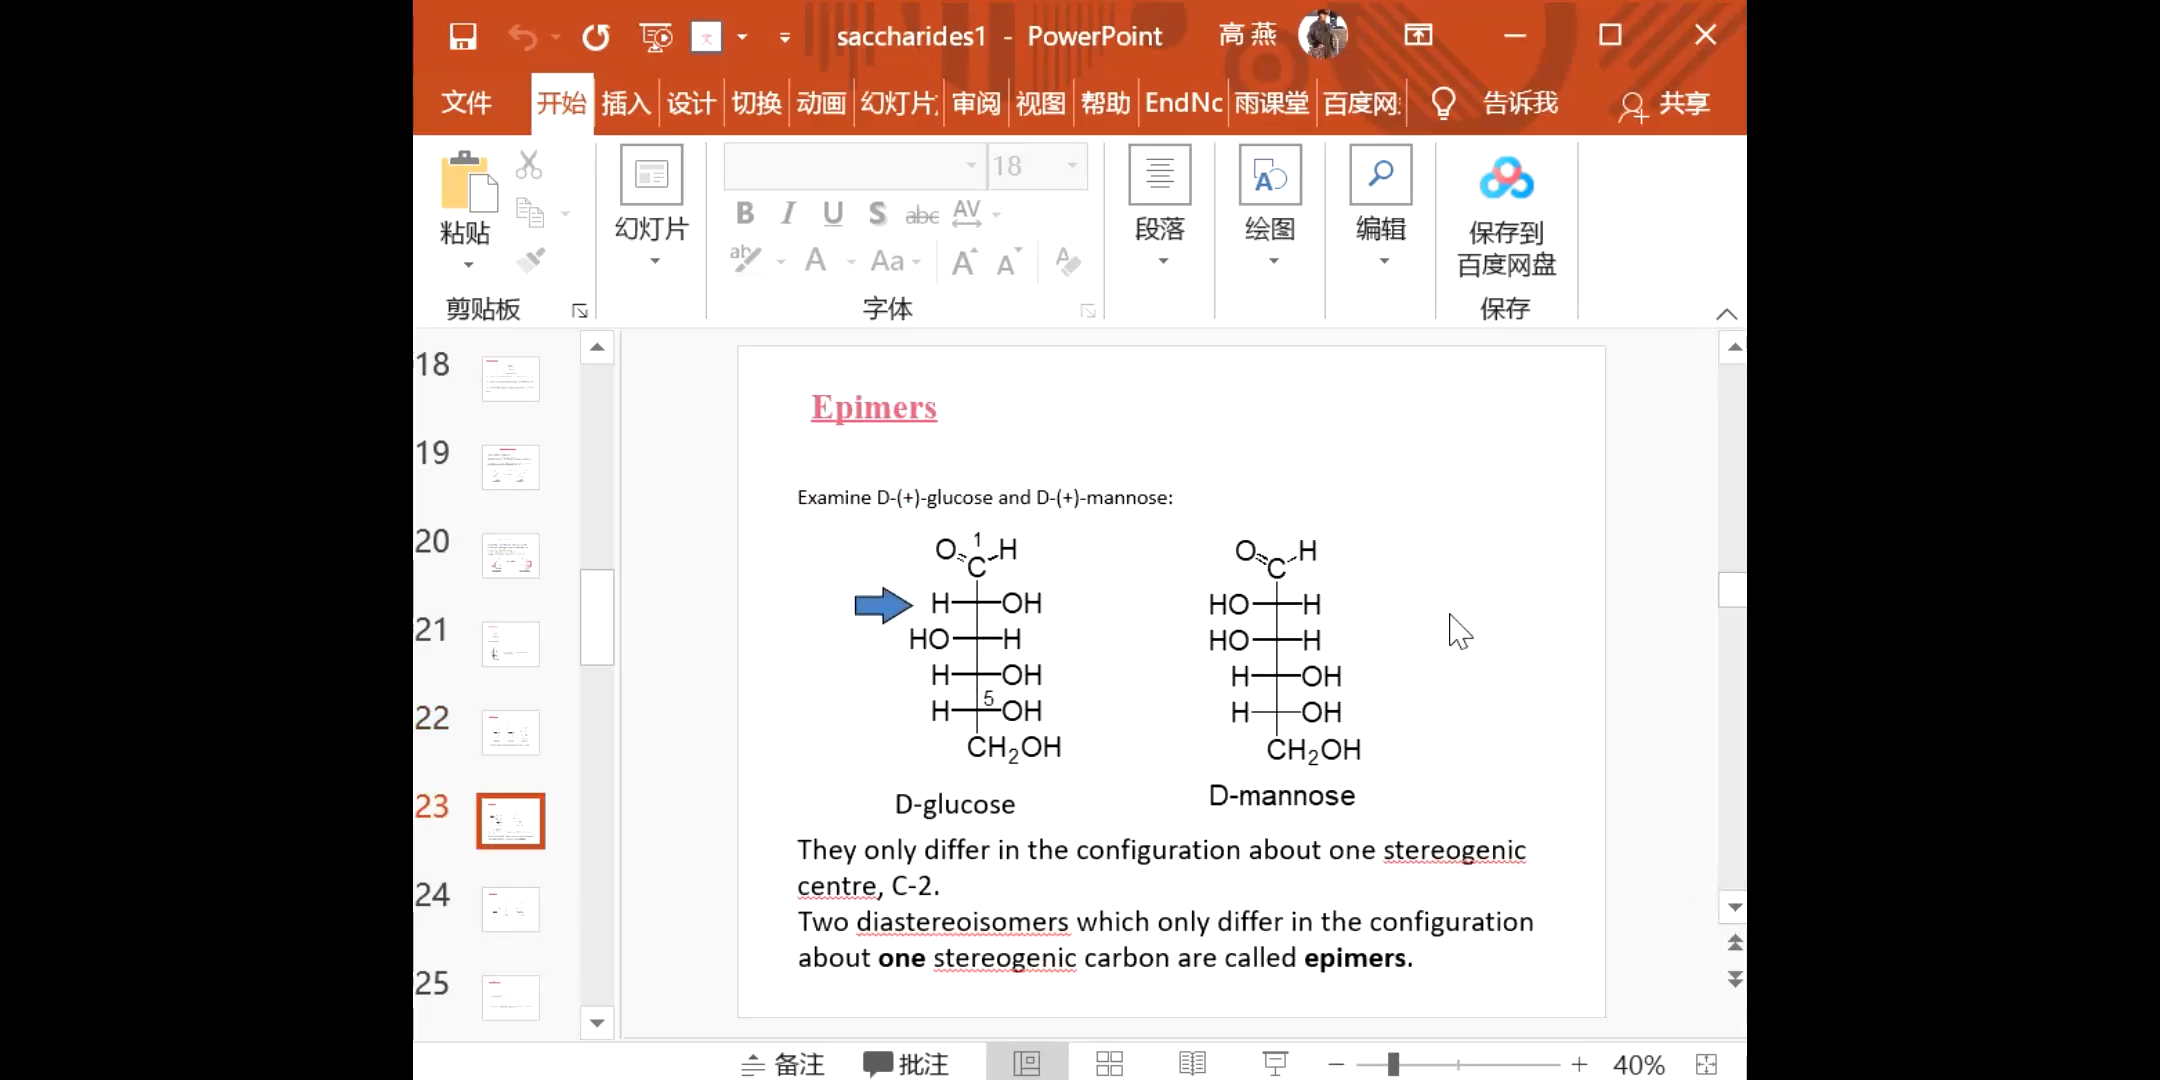 saccharides1 - PowerPoint
高 燕
文件 开始 插入 设计 切换 动画 幻灯片 审阅 视图 帮助 EndNc 雨课堂 百度网 告诉我 共享
18
B I U S abc AV
粘贴 幻灯片 段落 绘图 编辑 保存到
百度网盘
ab A Aa A A A
剪贴板 字体 保存
18
19
20
21
22
23
24
25
Epimers
Examine D-(+)-glucose and D-(+)-mannose:
O 1 H
C
H OH
HO H
H OH
5
H OH
CH2OH
D-glucose
O H
C
HO H
HO H
H OH
H OH
CH2OH
D-mannose
They only differ in the configuration about one stereogenic
centre, C-2.
Two diastereoisomers which only differ in the configuration
about one stereogenic carbon are called epimers.
备注 批注 40%